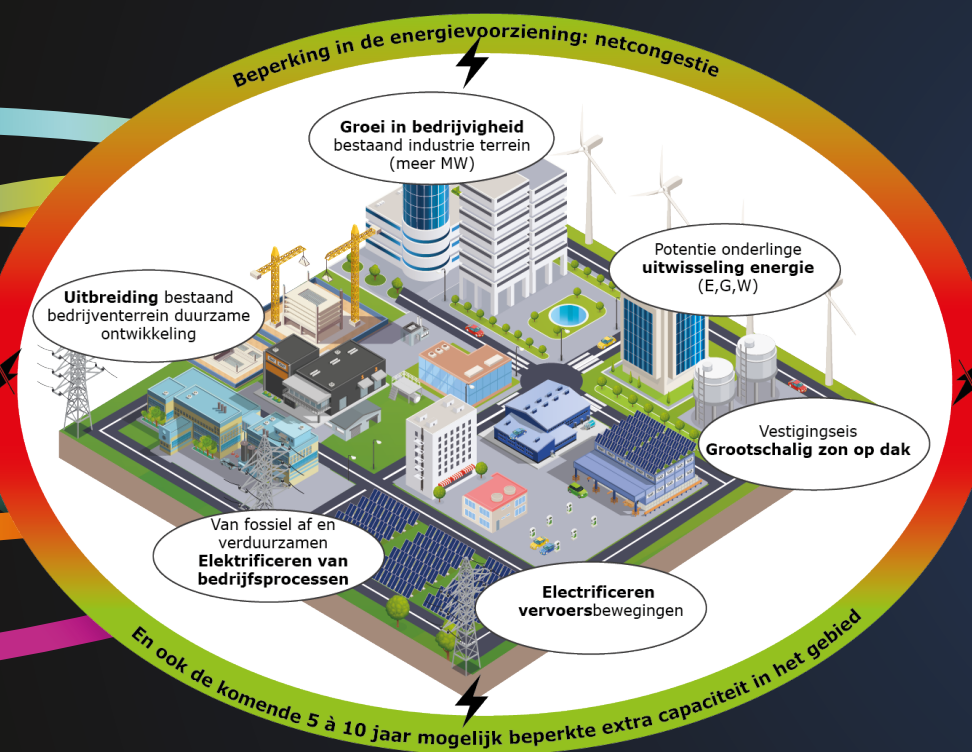 Beperking in de energievoorziening: netcongestie
Groei in bedrijvigheid
bestaand industrie terrein
(meer MW)
Potentie onderlinge
uitwisseling energie
(E,G,W)
Uitbreiding bestaand
bedrijventerrein duurzame
ontwikkeling
Vestigingseis
Grootschalig zon op dak
Van fossiel af en
verduurzamen
Elektrificeren van
bedrijfsprocessen
Electrificeren
vervoersbewegingen
En ook de komende 5 à 10 jaar mogelijk beperkte extra capaciteit in het gebied